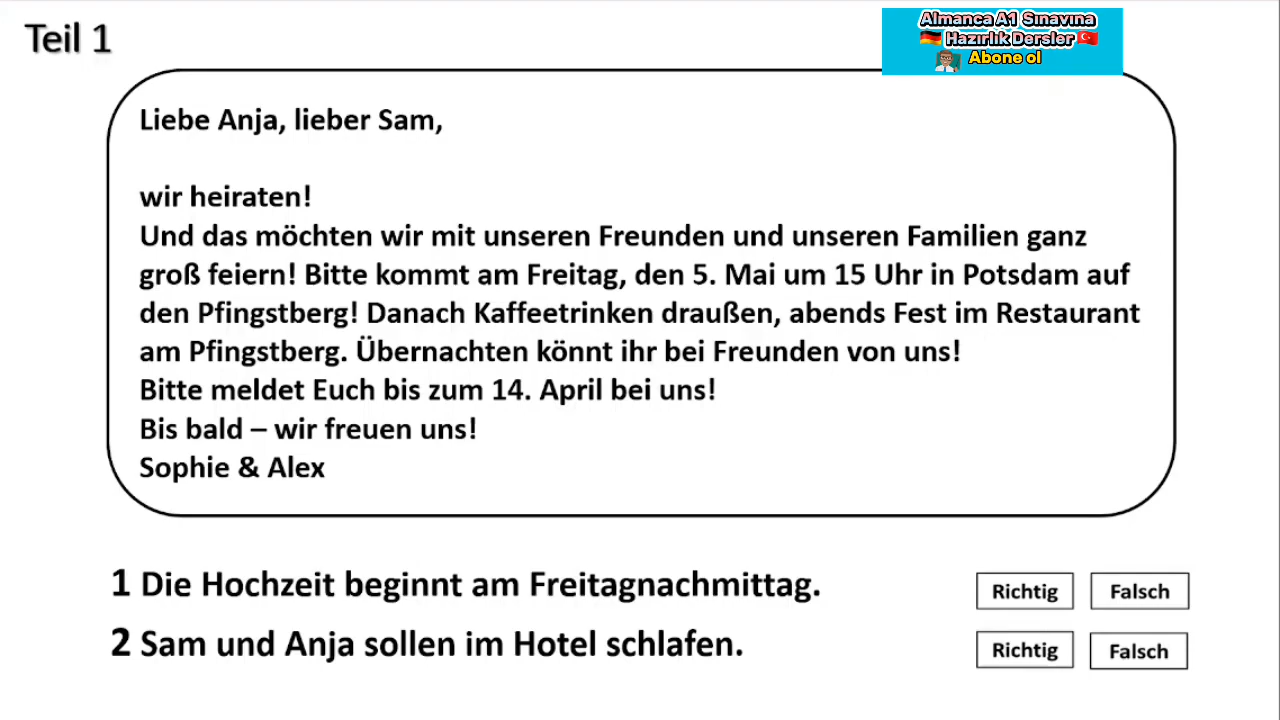 Teil 1
Almanca A1 Sınavına
Hazırlık Dersler
Abone ol
Liebe Anja, lieber Sam,
wir heiraten!
Und das möchten wir mit unseren Freunden und unseren Familien ganz
groß feiern! Bitte kommt am Freitag, den 5. Mai um 15 Uhr in Potsdam auf
den Pfingstberg! Danach Kaffeetrinken draußen, abends Fest im Restaurant
am Pfingstberg. Übernachten könnt ihr bei Freunden von uns!
Bitte meldet Euch bis zum 14. April bei uns!
Bis bald – wir freuen uns!
Sophie & Alex
1 Die Hochzeit beginnt am Freitagnachmittag. Richtig Falsch
2 Sam und Anja sollen im Hotel schlafen. Richtig Falsch